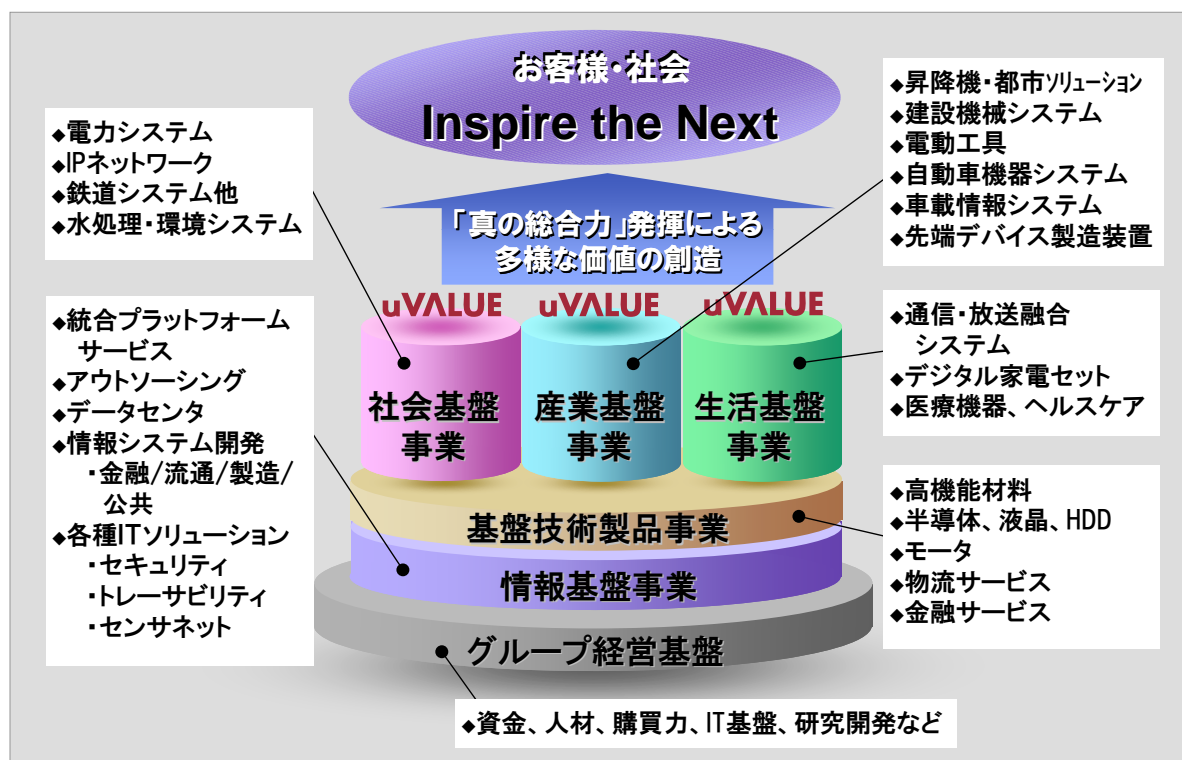 お客様・社会
Inspire the Next
「真の総合力」発揮による
多様な価値の創造
◆電力システム
◆IPネットワーク
◆鉄道システム他
◆水処理・環境システム
◆昇降機・都市ソリューション
◆建設機械システム
◆電動工具
◆自動車機器システム
◆車載情報システム
◆先端デバイス製造装置
◆統合プラットフォーム
サービス
◆アウトソーシング
◆データセンタ
◆情報システム開発
・金融/流通/製造/
公共
◆各種ITソリューション
・セキュリティ
・トレーサビリティ
・センサネット
uVALUE
uVALUE
uVALUE
社会基盤
事業
産業基盤
事業
生活基盤
事業
◆通信・放送融合
システム
◆デジタル家電セット
◆医療機器、ヘルスケア
基盤技術製品事業
情報基盤事業
グループ経営基盤
◆高機能材料
◆半導体、液晶、HDD
◆モータ
◆物流サービス
◆金融サービス
◆資金、人材、購買力、IT基盤、研究開発など